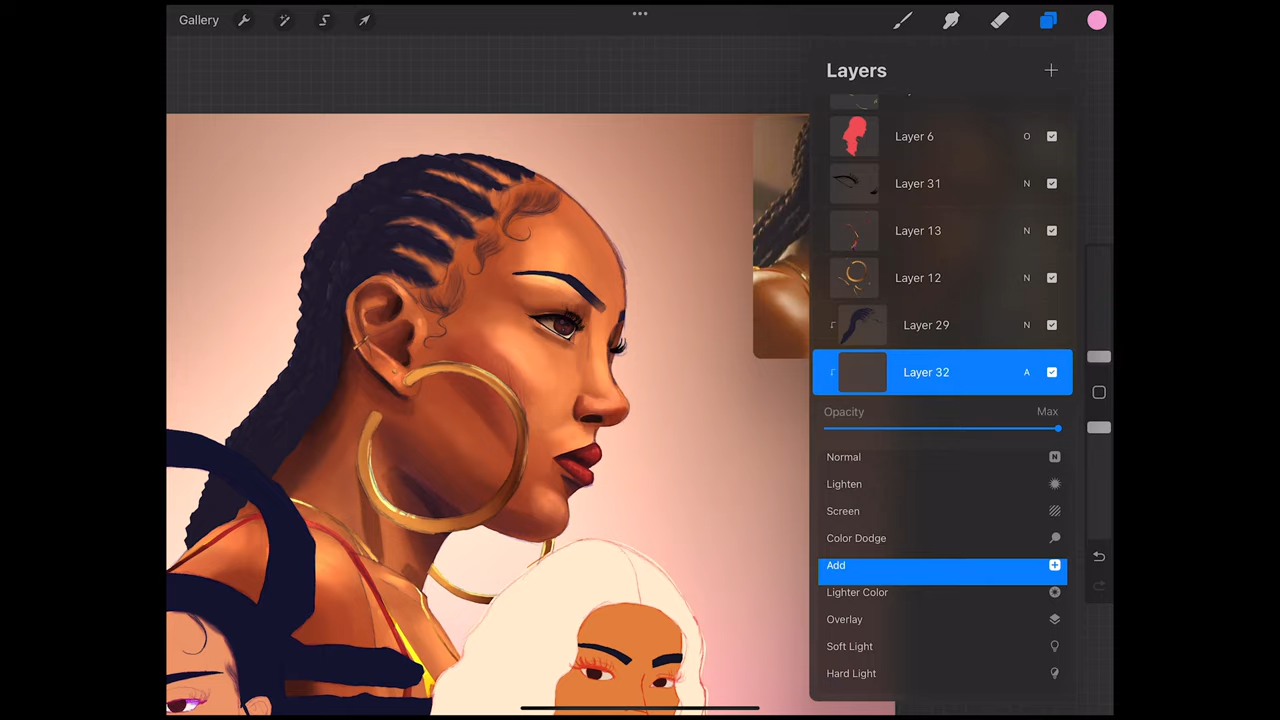 Gallery
Layers
Layer 6 O
Layer 31 N
Layer 13 N
Layer 12 N
Layer 29 N
Layer 32 A
Opacity Max
Normal N
Lighten
Screen
Color Dodge
Add
Lighter Color
Overlay
Soft Light
Hard Light